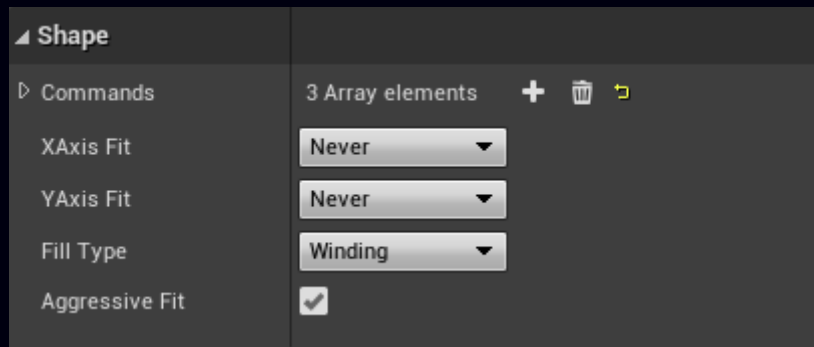 Shape
Commands 3 Array elements
XAxis Fit Never
YAxis Fit Never
Fill Type Winding
Aggressive Fit